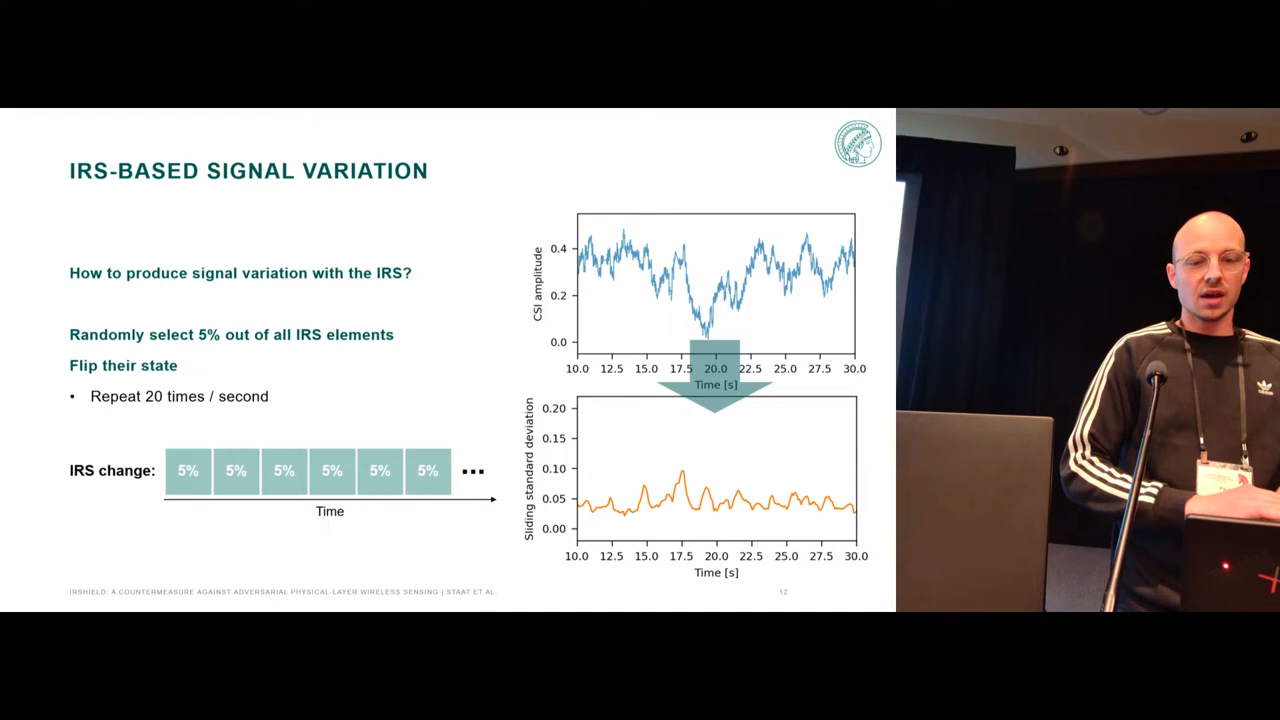 IRS-BASED SIGNAL VARIATION
How to produce signal variation with the IRS?
Randomly select 5% out of all IRS elements
Flip their state
• Repeat 20 times / second
IRS change:
5% 5% 5% 5% 5% 5% ...
Time
CSI amplitude
0.4
0.2
0.0
10.0 12.5 15.0 17.5 20.0 22.5 25.0 27.5 30.0
Time [s]
Sliding standard deviation
0.20
0.15
0.10
0.05
0.00
10.0 12.5 15.0 17.5 20.0 22.5 25.0 27.5 30.0
Time [s]
IRSHIELD: A COUNTERMEASURE AGAINST ADVERSARIAL PHYSICAL-LAYER WIRELESS SENSING | STAAT ET AL.
12